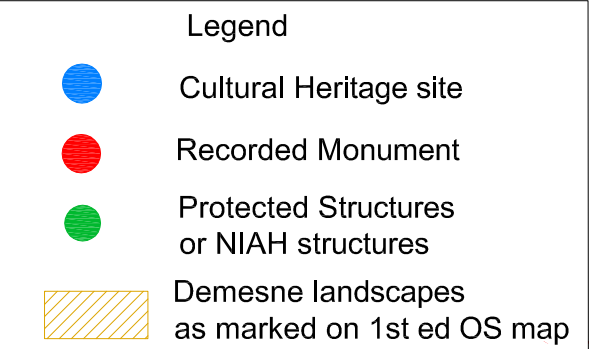 Legend
Cultural Heritage site
Recorded Monument
Protected Structures
or NIAH structures
Demesne landscapes
as marked on 1st ed OS map